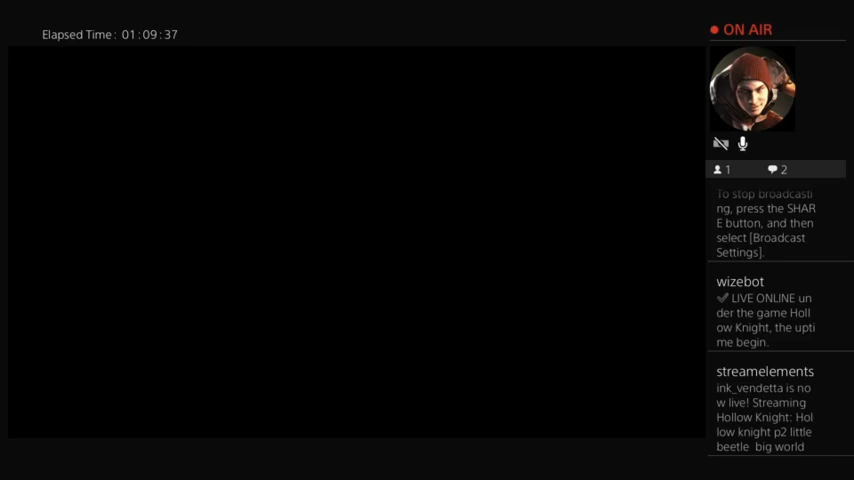 Elapsed Time: 01:09:37
ON AIR
1 2
To stop broadcasti
ng, press the SHAR
E button, and then
select [Broadcast
Settings].
wizebot
LIVE ONLINE un
der the game Holl
ow Knight, the upti
me begin.
streamelements
ink_vendetta is no
w live! Streaming
Hollow Knight: Hol
low knight p2 little
beetle big world